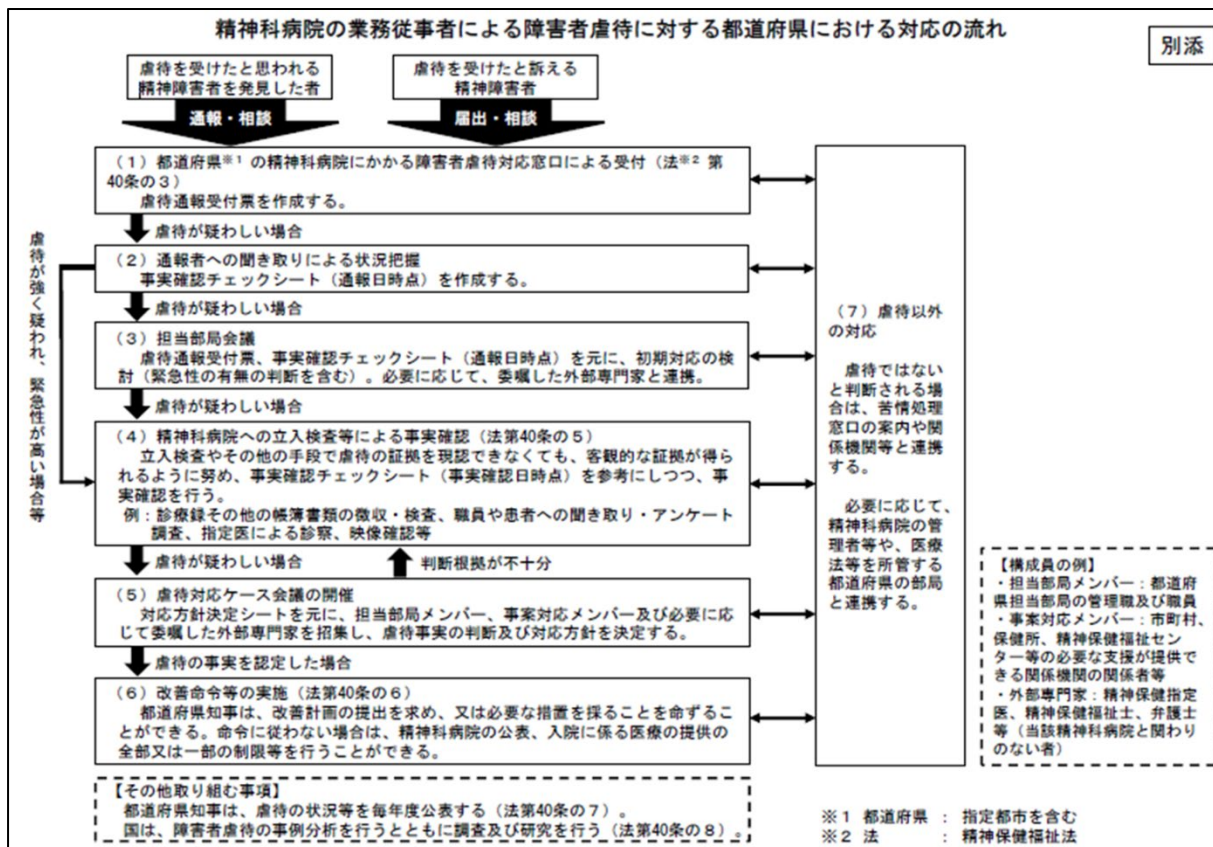 精神科病院の業務従事者による障害者虐待に対する都道府県における対応の流れ
別添
虐待を受けたと思われる
精神障害者を発見した者
通報・相談
虐待を受けたと訴える
精神障害者
届出・相談
（１）都道府県※1 の精神科病院にかかる障害者虐待対応窓口による受付（法※2 第
40条の３）
虐待通報受付票を作成する。
虐待が疑わしい場合
（２）通報者への聞き取りによる状況把握
事実確認チェックシート（通報日時点）を作成する。
虐待が疑わしい場合
（３）担当部局会議
虐待通報受付票、事実確認チェックシート（通報日時点）を元に、初期対応の検
討（緊急性の有無の判断を含む）。必要に応じて、委嘱した外部専門家と連携。
虐待が疑わしい場合
（４）精神科病院への立入検査等による事実確認（法第40条の５）
立入検査やその他の手段で虐待の証拠を現認できなくても、客観的な証拠が得ら
れるように努め、事実確認チェックシート（事実確認日時点）を参考にしつつ、事
実確認を行う。
例：診療録その他の帳簿書類の徴収・検査、職員や患者への聞き取り・アンケート
調査、指定医による診察、映像確認等
虐待が疑わしい場合
判断根拠が不十分
（５）虐待対応ケース会議の開催
対応方針決定シートを元に、担当部局メンバー、事案対応メンバー及び必要に応
じて委嘱した外部専門家を招集し、虐待事実の判断及び対応方針を決定する。
虐待の事実を認定した場合
（６）改善命令等の実施（法第40条の６）
都道府県知事は、改善計画の提出を求め、又は必要な措置を採ることを命ずるこ
とができる。命令に従わない場合は、精神科病院の公表、入院に係る医療の提供の
全部又は一部の制限等を行うことができる。
虐待が強く疑われ、緊急性が高い場合等
（７）虐待以外
の対応
虐待ではない
と判断される場
合は、苦情処理
窓口の案内や関
係機関等と連携
する。
必要に応じて、
精神科病院の管
理者等や、医療
法等を所管する
都道府県の部局
と連携する。
【構成員の例】
・担当部局メンバー：都道府
県担当部局の管理職及び職員
・事案対応メンバー：市町村、
保健所、精神保健福祉セン
ター等の必要な支援が提供で
きる関係機関の関係者等
・外部専門家：精神保健指定
医、精神保健福祉士、弁護士
等（当該精神科病院と関わり
のない者）
【その他取り組む事項】
都道府県知事は、虐待の状況等を毎年度公表する（法第40条の７）。
国は、障害者虐待の事例分析を行うとともに調査及び研究を行う（法第40条の８）。
※１ 都道府県 ： 指定都市を含む
※２ 法 ： 精神保健福祉法